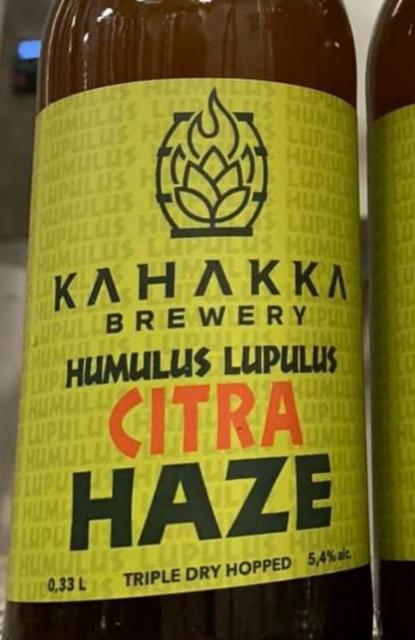 KAHAKKA
BREWERY
HUMULUS LUPULUS
CITRA
HAZE
0,33 L TRIPLE DRY HOPPED 5,4% alc.